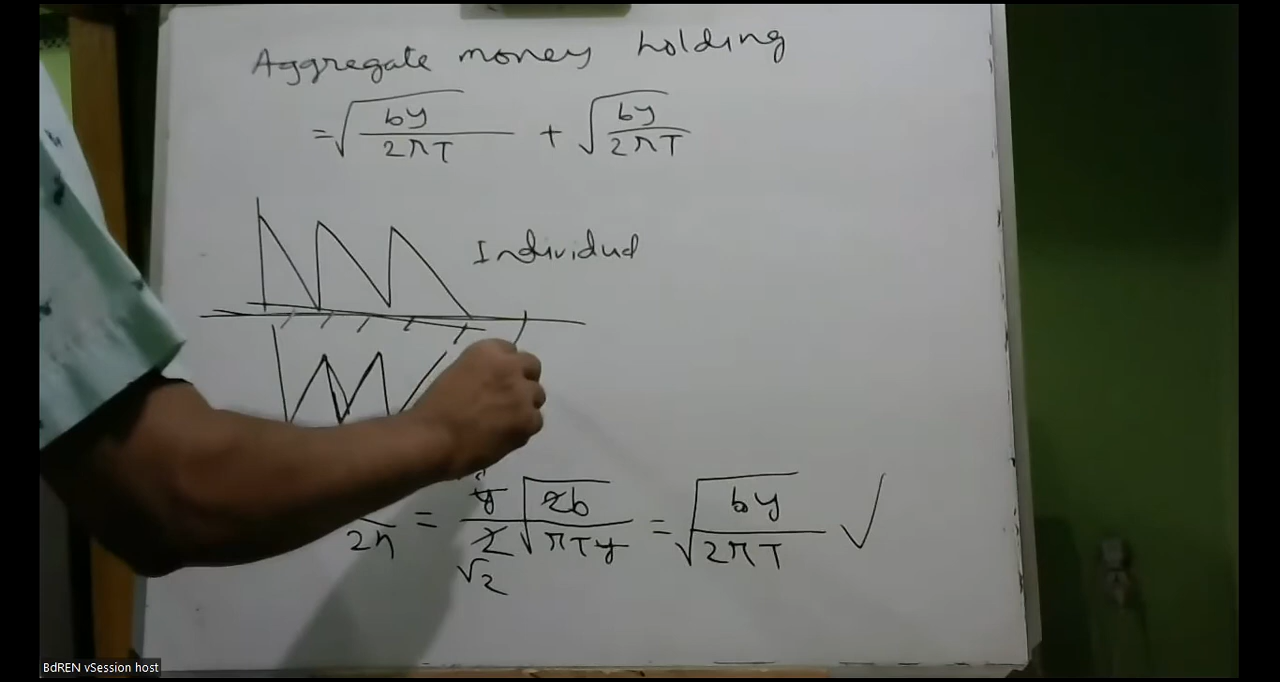 Aggregate money holding
= √(by / 2πT) + √(by / 2πT)
Individual
/ 2n = y / 2 √2 √(2b / πTy) = √(by / 2πT) ✓
BdREN vSession host